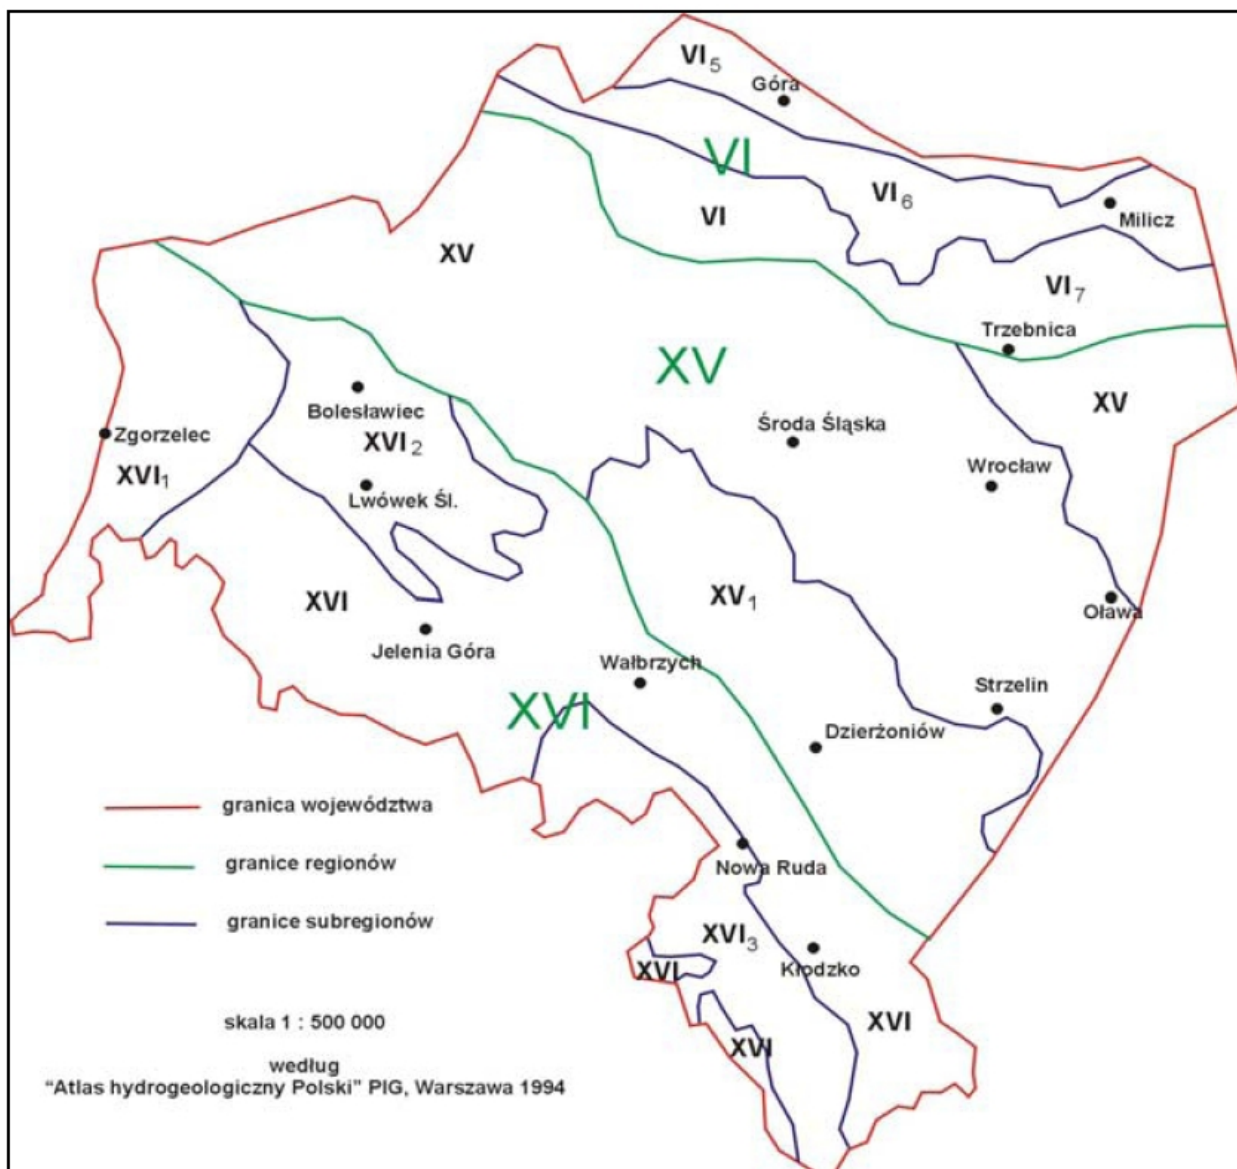 VI5
Góra
VI
VI6
VI
Milicz
XV
VI7
Trzebnica
XV
XV
Bolesławiec
Środa Śląska
Zgorzelec
XVI2
Wrocław
XVI1
Lwówek Śl.
XVI
XV1
Oława
Jelenia Góra
Wałbrzych
Strzelin
XVI
Dzierżoniów
granica województwa
granice regionów
Nowa Ruda
granice subregionów
XVI3
XVI
Kłodzko
skala 1 : 500 000
XVI
XVI
według
“Atlas hydrogeologiczny Polski” PIG, Warszawa 1994